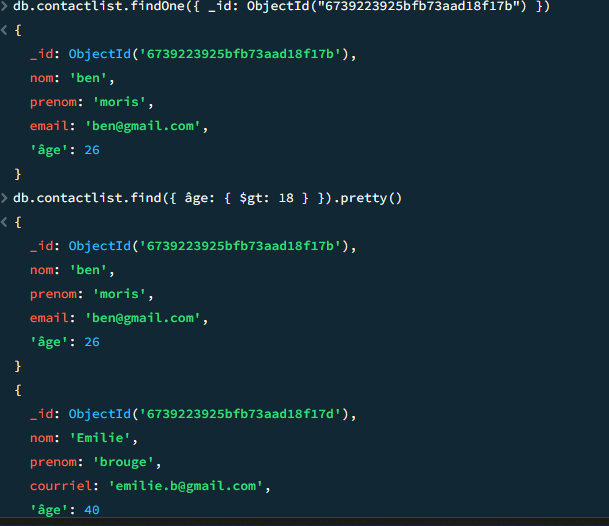 > db.contactlist.findOne({ _id: ObjectId("6739223925bfb73aad18f17b") })
< {
_id: ObjectId('6739223925bfb73aad18f17b'),
nom: 'ben',
prenom: 'moris',
email: 'ben@gmail.com',
'âge': 26
}
> db.contactlist.find({ âge: { $gt: 18 } }).pretty()
< {
_id: ObjectId('6739223925bfb73aad18f17b'),
nom: 'ben',
prenom: 'moris',
email: 'ben@gmail.com',
'âge': 26
}
{
_id: ObjectId('6739223925bfb73aad18f17d'),
nom: 'Emilie',
prenom: 'brouge',
courriel: 'emilie.b@gmail.com',
'âge': 40